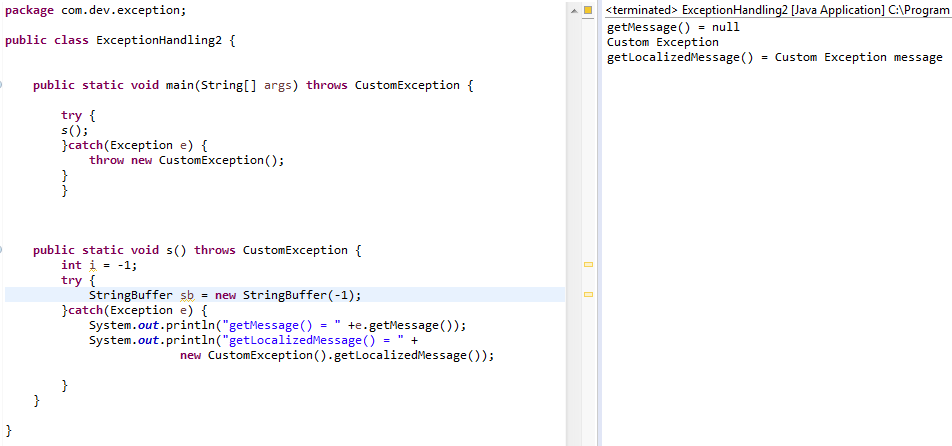 package com.dev.exception;
public class ExceptionHandling2 {
public static void main(String[] args) throws CustomException {
try {
s();
}catch(Exception e) {
throw new CustomException();
}
}
public static void s() throws CustomException {
int i = -1;
try {
StringBuffer sb = new StringBuffer(-1);
}catch(Exception e) {
System.out.println("getMessage() = " +e.getMessage());
System.out.println("getLocalizedMessage() = " +
new CustomException().getLocalizedMessage());
}
}
}
<terminated> ExceptionHandling2 [Java Application] C:\Program
getMessage() = null
Custom Exception
getLocalizedMessage() = Custom Exception message